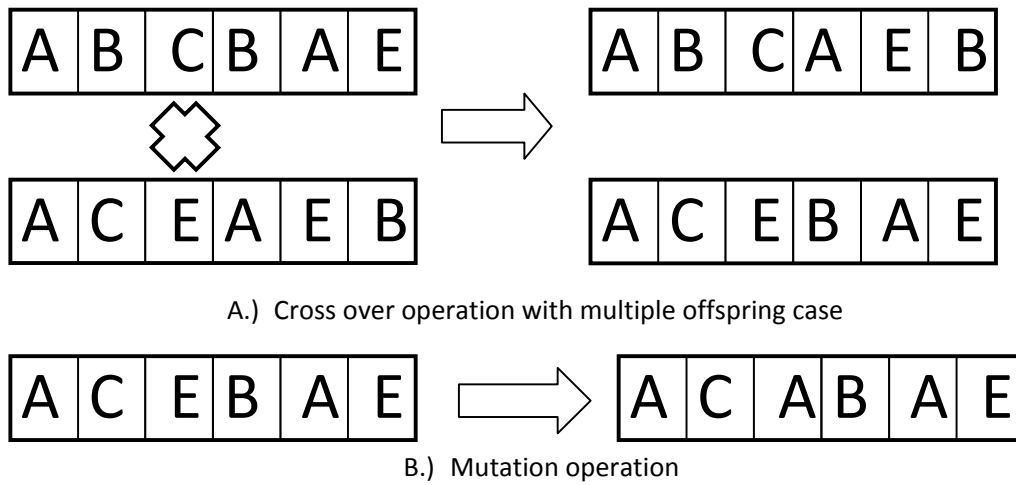 A B C B A E
A B C A E B
A C E A E B
A C E B A E
A.) Cross over operation with multiple offspring case
A C E B A E
A C A B A E
B.) Mutation operation